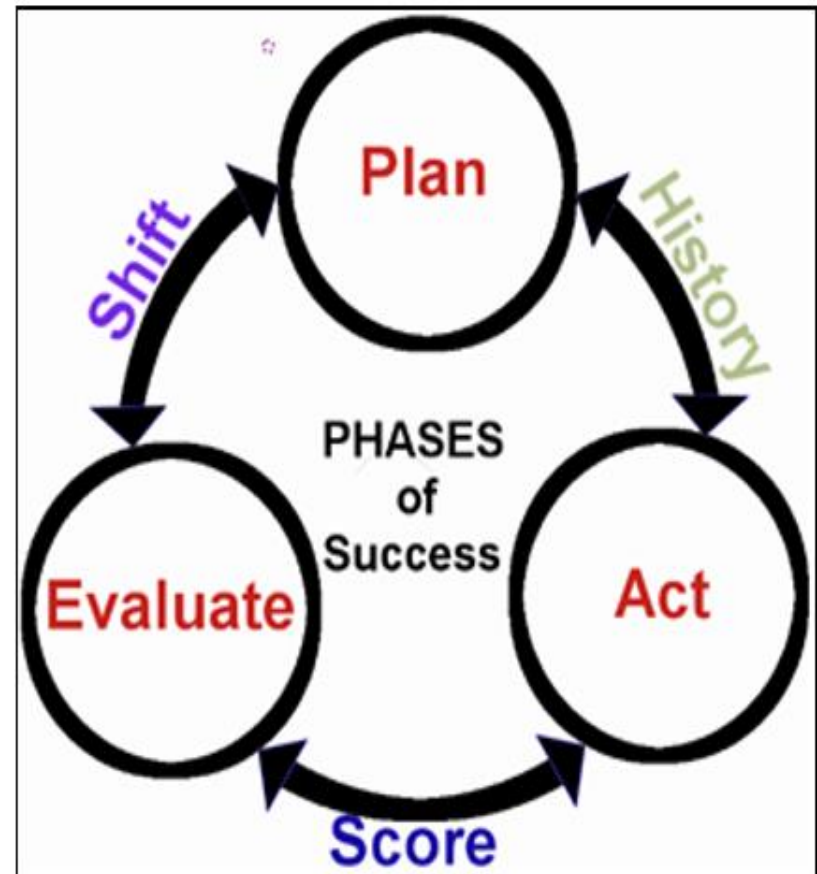 Plan
Shift
History
PHASES
of
Success
Evaluate
Act
Score